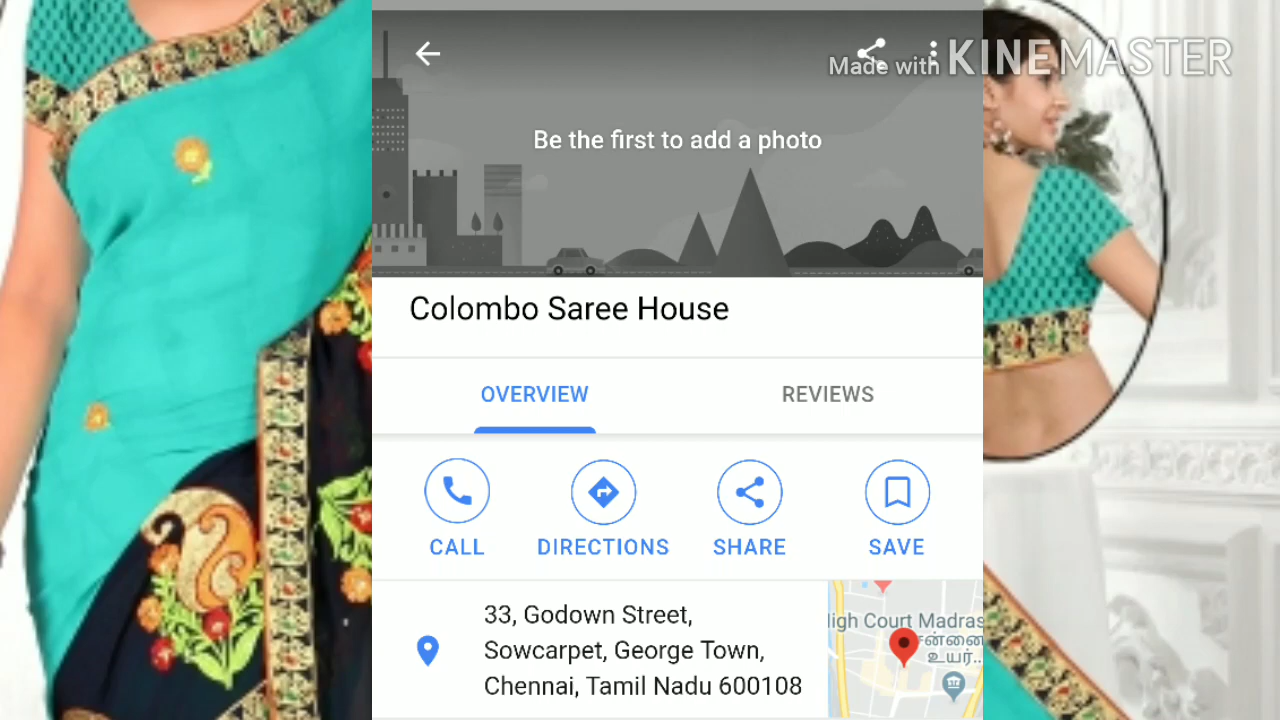 Made with KINEMASTER
Be the first to add a photo
Colombo Saree House
OVERVIEW
REVIEWS
CALL
DIRECTIONS
SHARE
SAVE
33, Godown Street,
Sowcarpet, George Town,
Chennai, Tamil Nadu 600108
High Court Madras
சென்னை
உயர்..